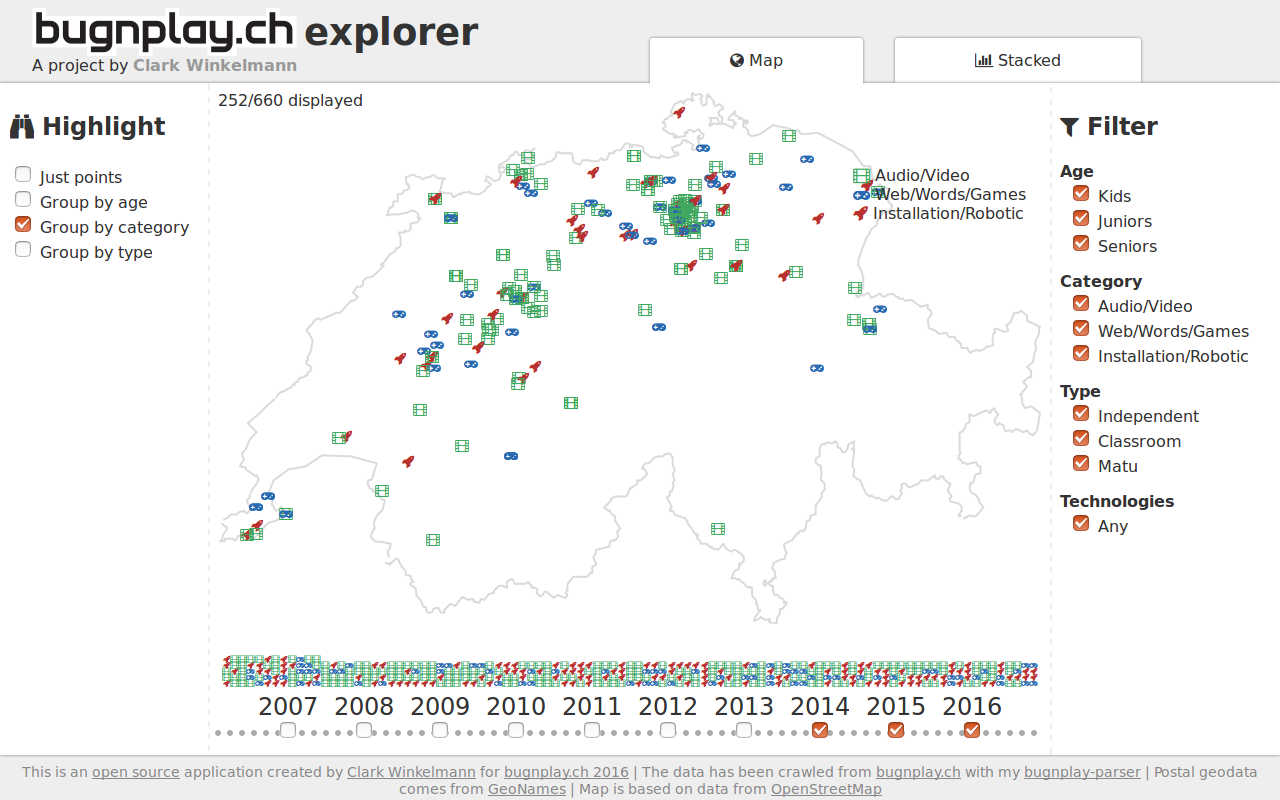 bugnplay.ch explorer
A project by Clark Winkelmann
Map
Stacked
252/660 displayed
Highlight
Just points
Group by age
Group by category
Group by type
Audio/Video
Web/Words/Games
Installation/Robotic
Filter
Age
Kids
Juniors
Seniors
Category
Audio/Video
Web/Words/Games
Installation/Robotic
Type
Independent
Classroom
Matu
Technologies
Any
2007 2008 2009 2010 2011 2012 2013 2014 2015 2016
This is an open source application created by Clark Winkelmann for bugnplay.ch 2016 | The data has been crawled from bugnplay.ch with my bugnplay-parser | Postal geodata
comes from GeoNames | Map is based on data from OpenStreetMap